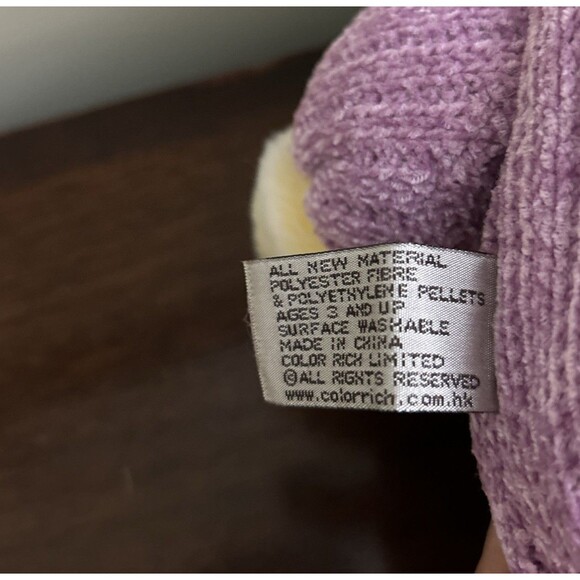 ALL NEW MATERIAL
POLYESTER FIBRE
& POLYETHYLENE PELLETS
AGES 3 AND UP
SURFACE WASHABLE
MADE IN CHINA
COLOR RICH LIMITED
©ALL RIGHTS RESERVED
www.colorrich.com.hk